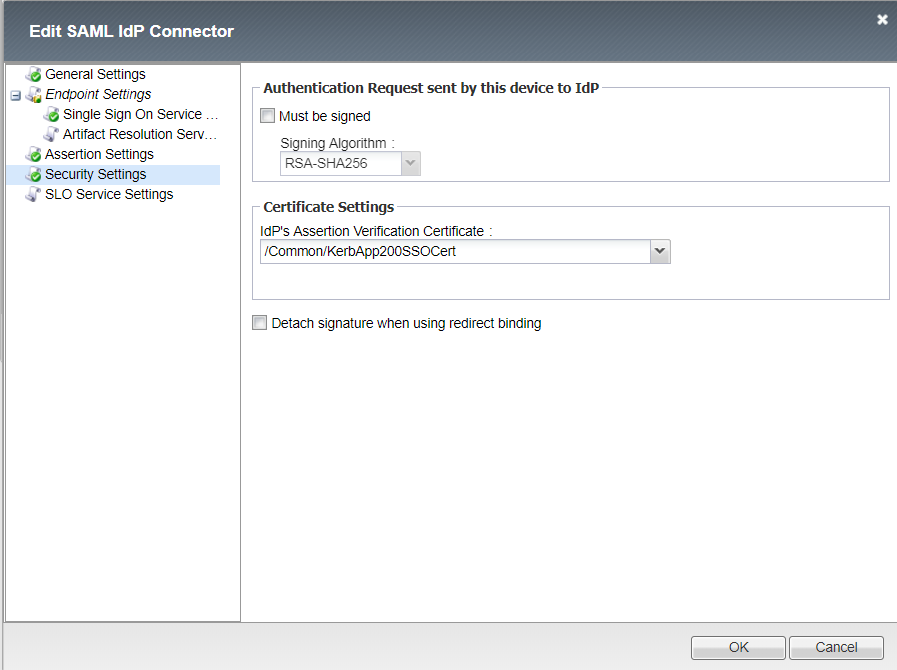 Edit SAML IdP Connector
General Settings
Endpoint Settings
Single Sign On Service ...
Artifact Resolution Serv...
Assertion Settings
Security Settings
SLO Service Settings
Authentication Request sent by this device to IdP
Must be signed
Signing Algorithm :
RSA-SHA256
Certificate Settings
IdP's Assertion Verification Certificate :
/Common/KerbApp200SSOCert
Detach signature when using redirect binding
OK
Cancel